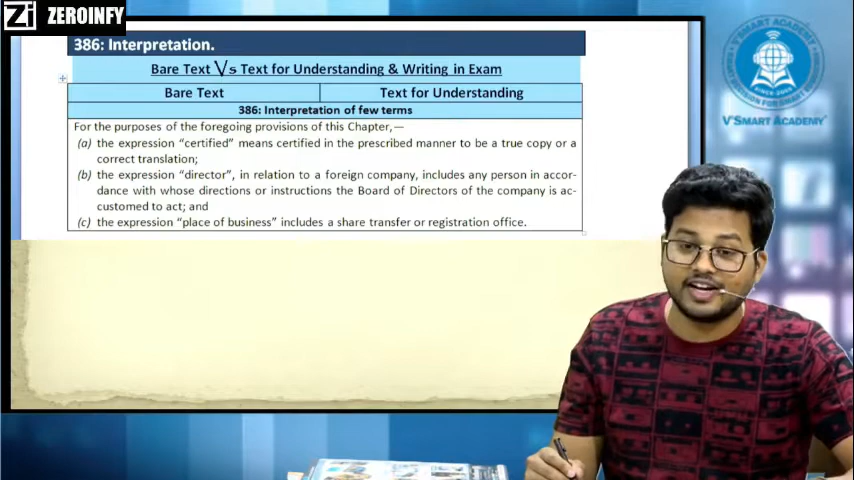 Zi ZEROINFY
386: Interpretation.
Bare Text Vs Text for Understanding & Writing in Exam
Bare Text Text for Understanding
386: Interpretation of few terms
For the purposes of the foregoing provisions of this Chapter,—
(a) the expression “certified” means certified in the prescribed manner to be a true copy or a
correct translation;
(b) the expression “director”, in relation to a foreign company, includes any person in accor-
dance with whose directions or instructions the Board of Directors of the company is ac-
customed to act; and
(c) the expression “place of business” includes a share transfer or registration office.
V'SMART ACADEMY
V'SMART ACADEMY